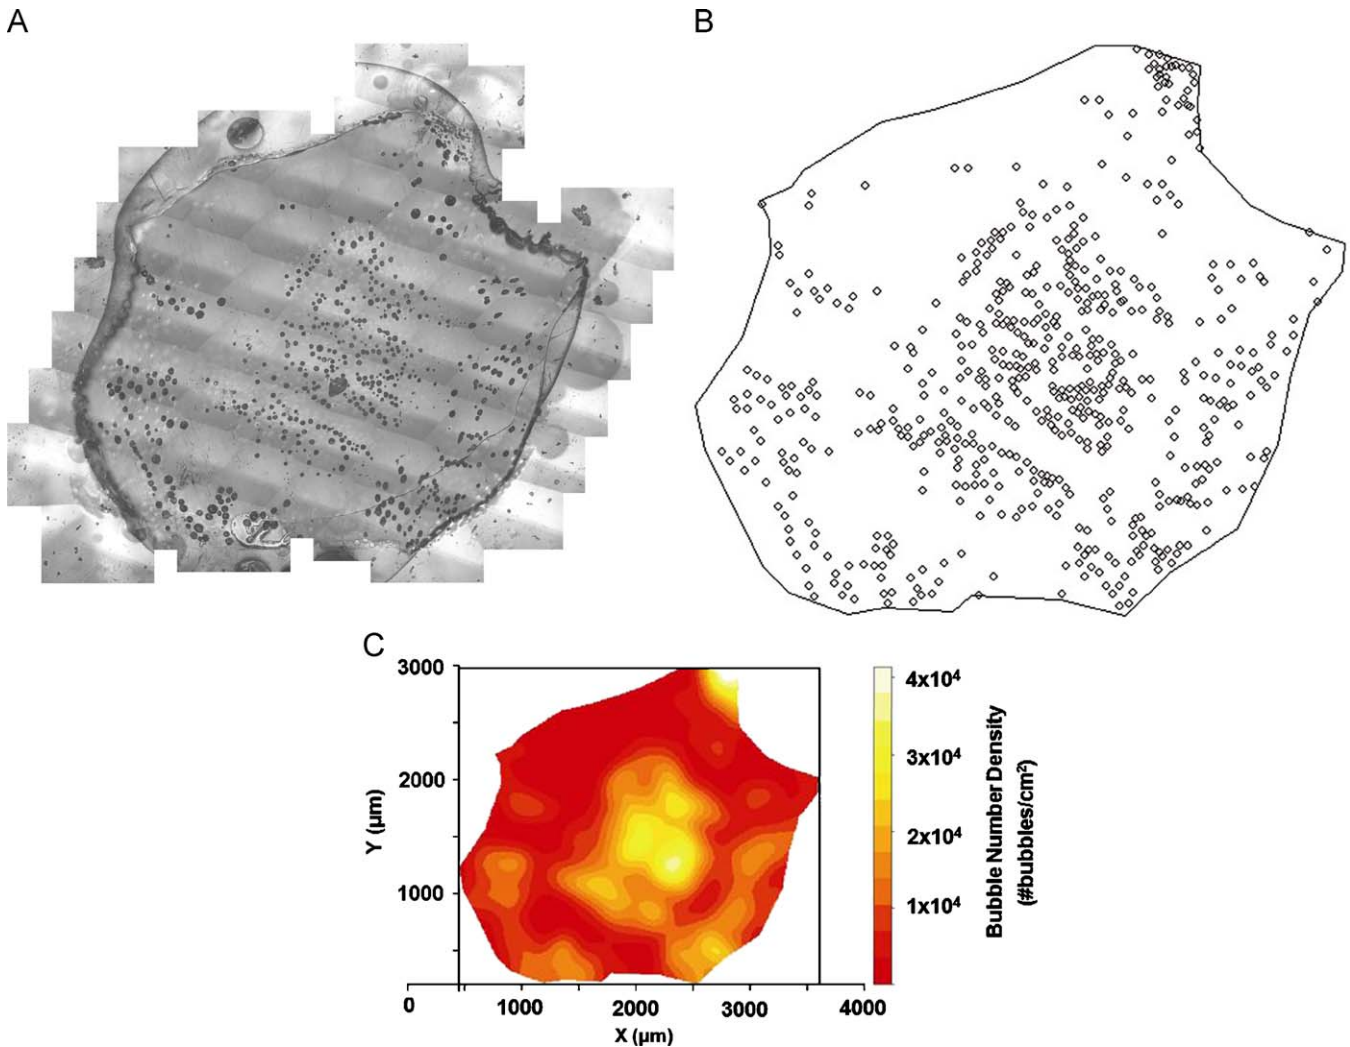 A
B
C
3000
2000
1000
Y (µm)
0
1000
2000
3000
4000
X (µm)
4x10⁴
3x10⁴
2x10⁴
1x10⁴
Bubble Number Density
(#bubbles/cm²)